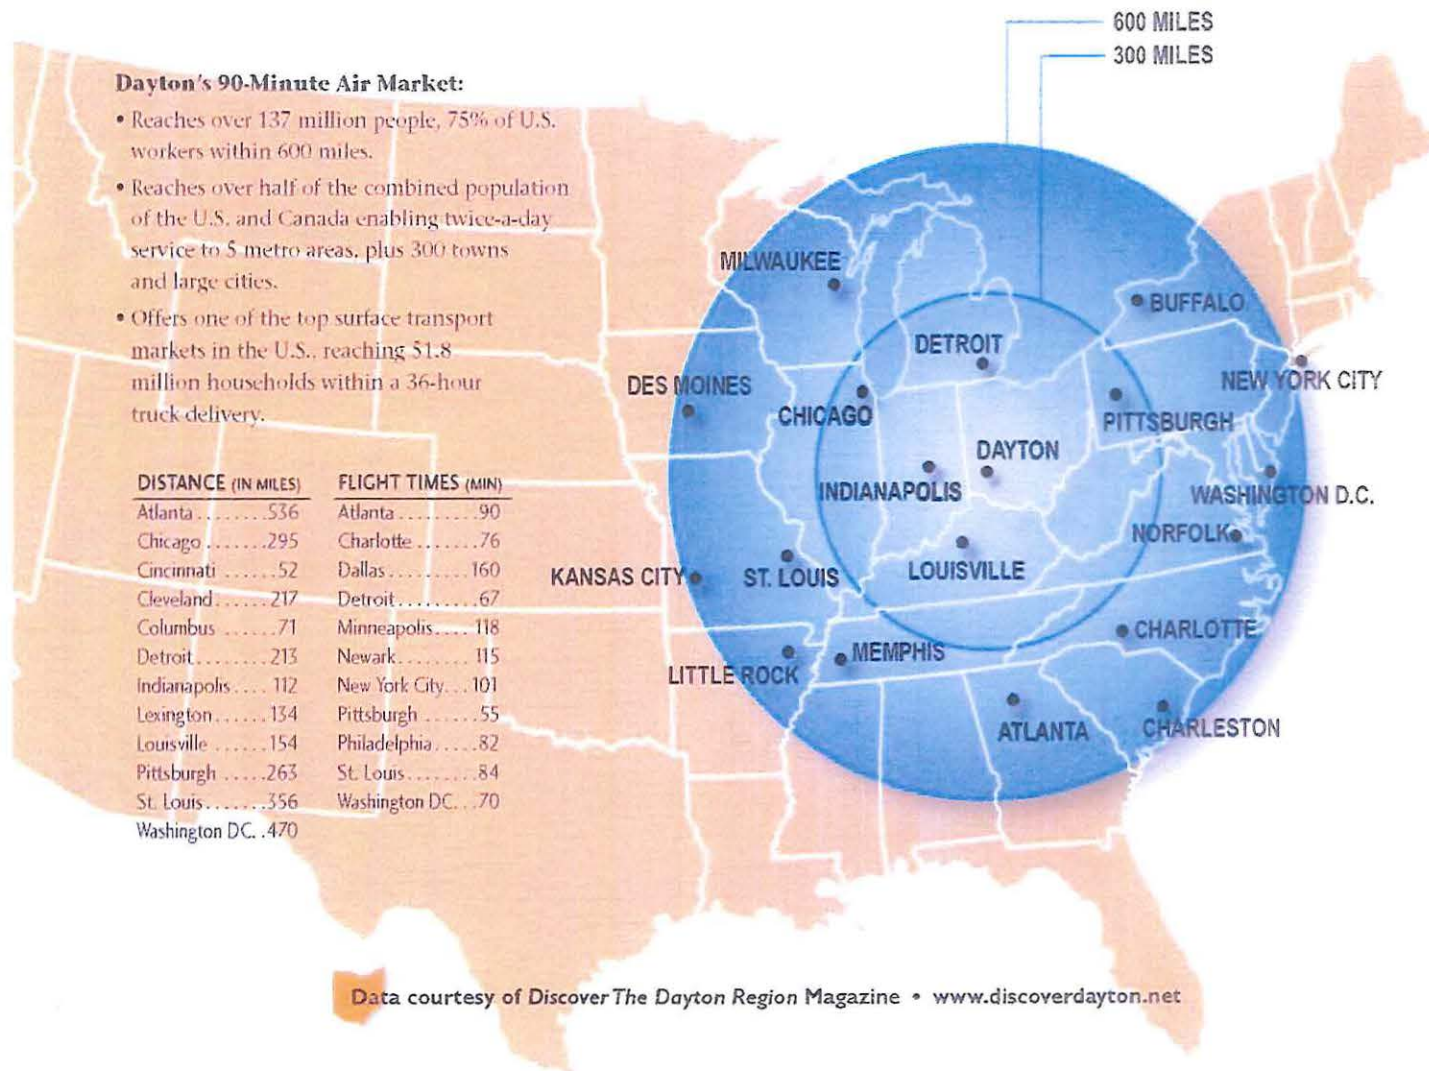 600 MILES
300 MILES
Dayton's 90-Minute Air Market:
• Reaches over 137 million people, 75% of U.S.
workers within 600 miles.
• Reaches over half of the combined population
of the U.S. and Canada enabling twice-a-day
service to 5 metro areas, plus 300 towns
and large cities.
• Offers one of the top surface transport
markets in the U.S., reaching 51.8
million households within a 36-hour
truck delivery.
DISTANCE (IN MILES)
Atlanta........536
Chicago.......295
Cincinnati ......52
Cleveland......217
Columbus ......71
Detroit........213
Indianapolis.... 112
Lexington......134
Louisville ......154
Pittsburgh .....263
St. Louis.......356
Washington DC. .470
FLIGHT TIMES (MIN)
Atlanta.........90
Charlotte.......76
Dallas.........160
Detroit.........67
Minneapolis.... 118
Newark........ 115
New York City...101
Pittsburgh ......55
Philadelphia.....82
St. Louis........84
Washington DC...70
MILWAUKEE
BUFFALO
DETROIT
DES MOINES
NEW YORK CITY
CHICAGO
PITTSBURGH
DAYTON
INDIANAPOLIS
WASHINGTON D.C.
NORFOLK
KANSAS CITY
ST. LOUIS
LOUISVILLE
CHARLOTTE
MEMPHIS
LITTLE ROCK
ATLANTA
CHARLESTON
Data courtesy of Discover The Dayton Region Magazine • www.discoverdayton.net